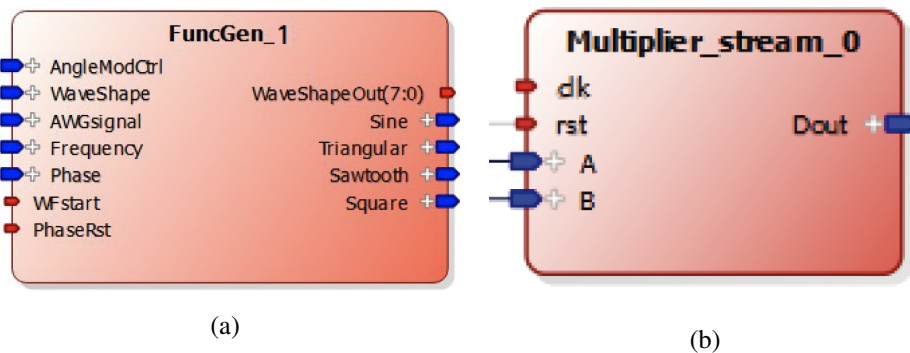 FuncGen_1
AngleModCtrl
WaveShape
AWGsignal
Frequency
Phase
WFstart
PhaseRst
WaveShapeOut(7:0)
Sine
Triangular
Sawtooth
Square
(a)
Multiplier_stream_0
clk
rst
A
B
Dout
(b)